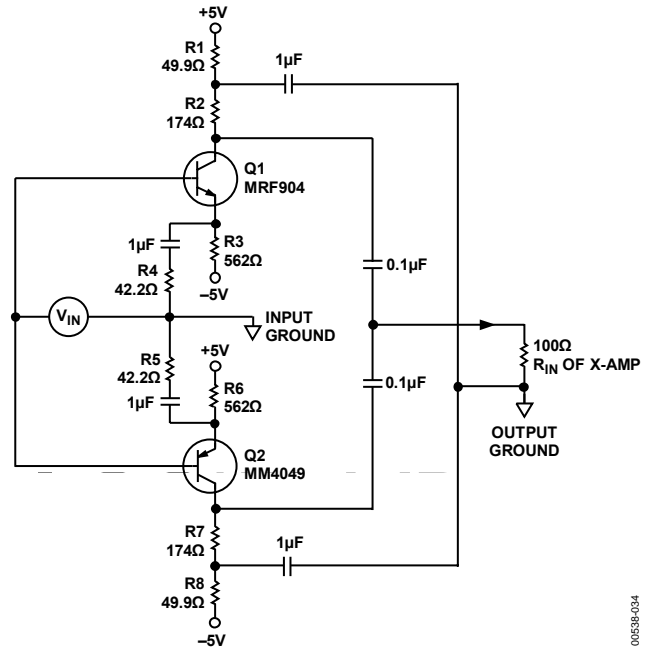 +5V
R1
49.9Ω
1µF
R2
174Ω
Q1
MRF904
1µF
R3
562Ω
R4
42.2Ω
–5V
0.1µF
VIN
INPUT
GROUND
100Ω
RIN OF X-AMP
R5
42.2Ω
+5V
1µF
R6
562Ω
0.1µF
OUTPUT
GROUND
Q2
MM4049
R7
174Ω
1µF
R8
49.9Ω
–5V
00538-034